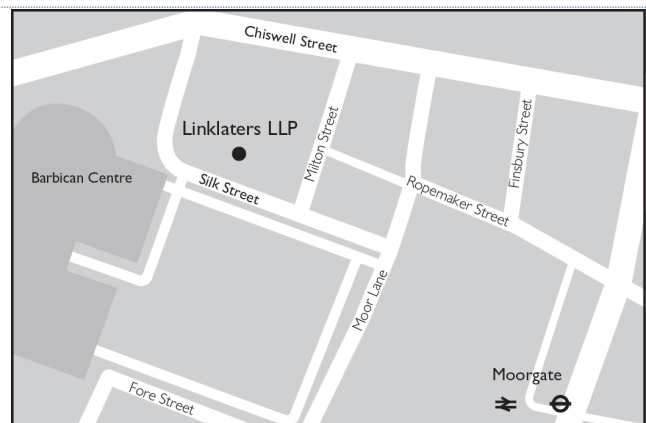 Chiswell Street
Linklaters LLP
Milton Street
Finsbury Street
Barbican Centre
Silk Street
Ropemaker Street
Moor Lane
Moorgate
Fore Street